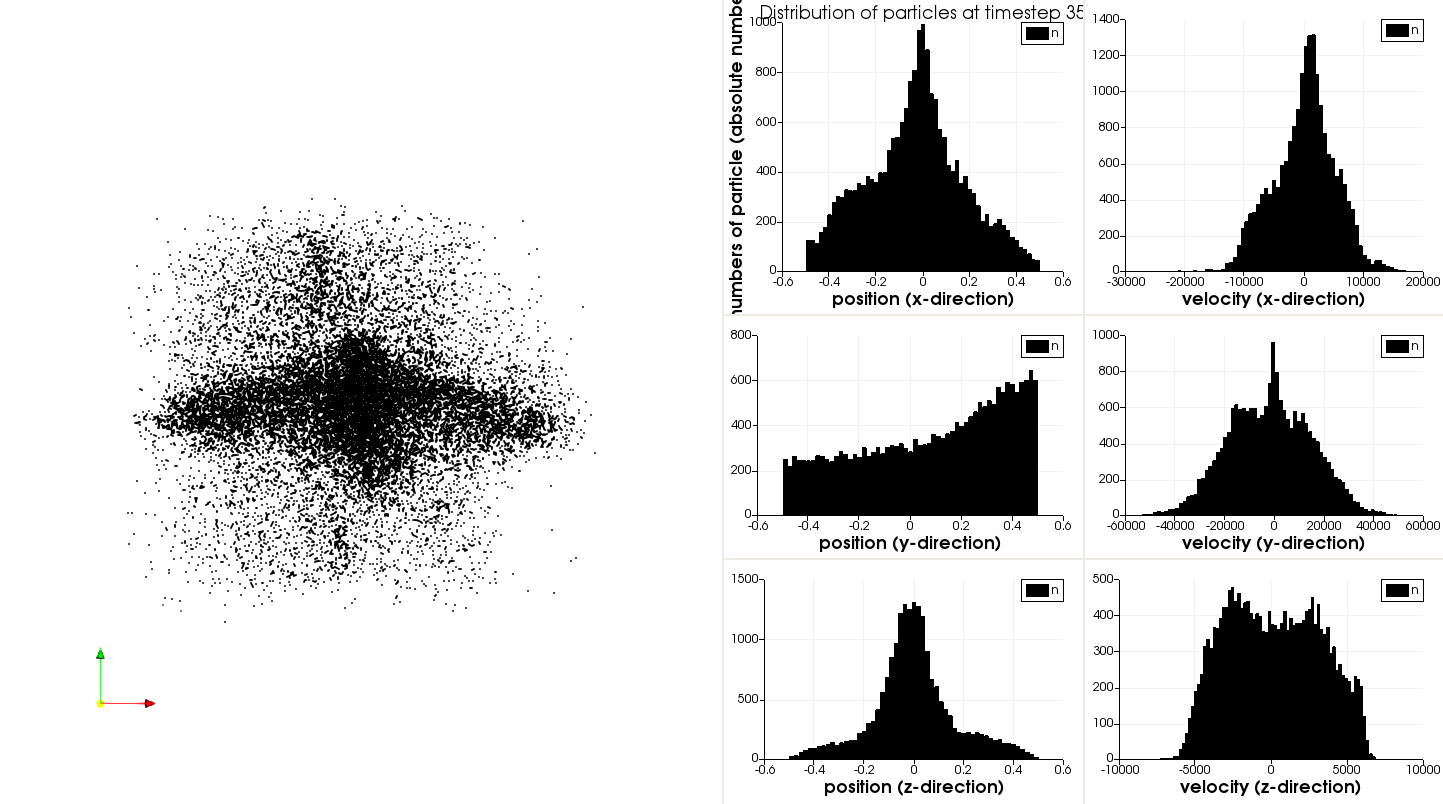 Distribution of particles at timestep 35
numbers of particle (absolute numbe
1000
800
600
400
200
0
-0.6 -0.4 -0.2 0 0.2 0.4 0.6
position (x-direction)
n
1400
1200
1000
800
600
400
200
0
-30000 -20000 -10000 0 10000 20000
velocity (x-direction)
n
800
600
400
200
0
-0.6 -0.4 -0.2 0 0.2 0.4 0.6
position (y-direction)
n
1000
800
600
400
200
0
-60000 -40000 -20000 0 20000 40000 60000
velocity (y-direction)
n
1500
1000
500
0
-0.6 -0.4 -0.2 0 0.2 0.4 0.6
position (z-direction)
n
500
400
300
200
100
0
-10000 -5000 0 5000 10000
velocity (z-direction)
n